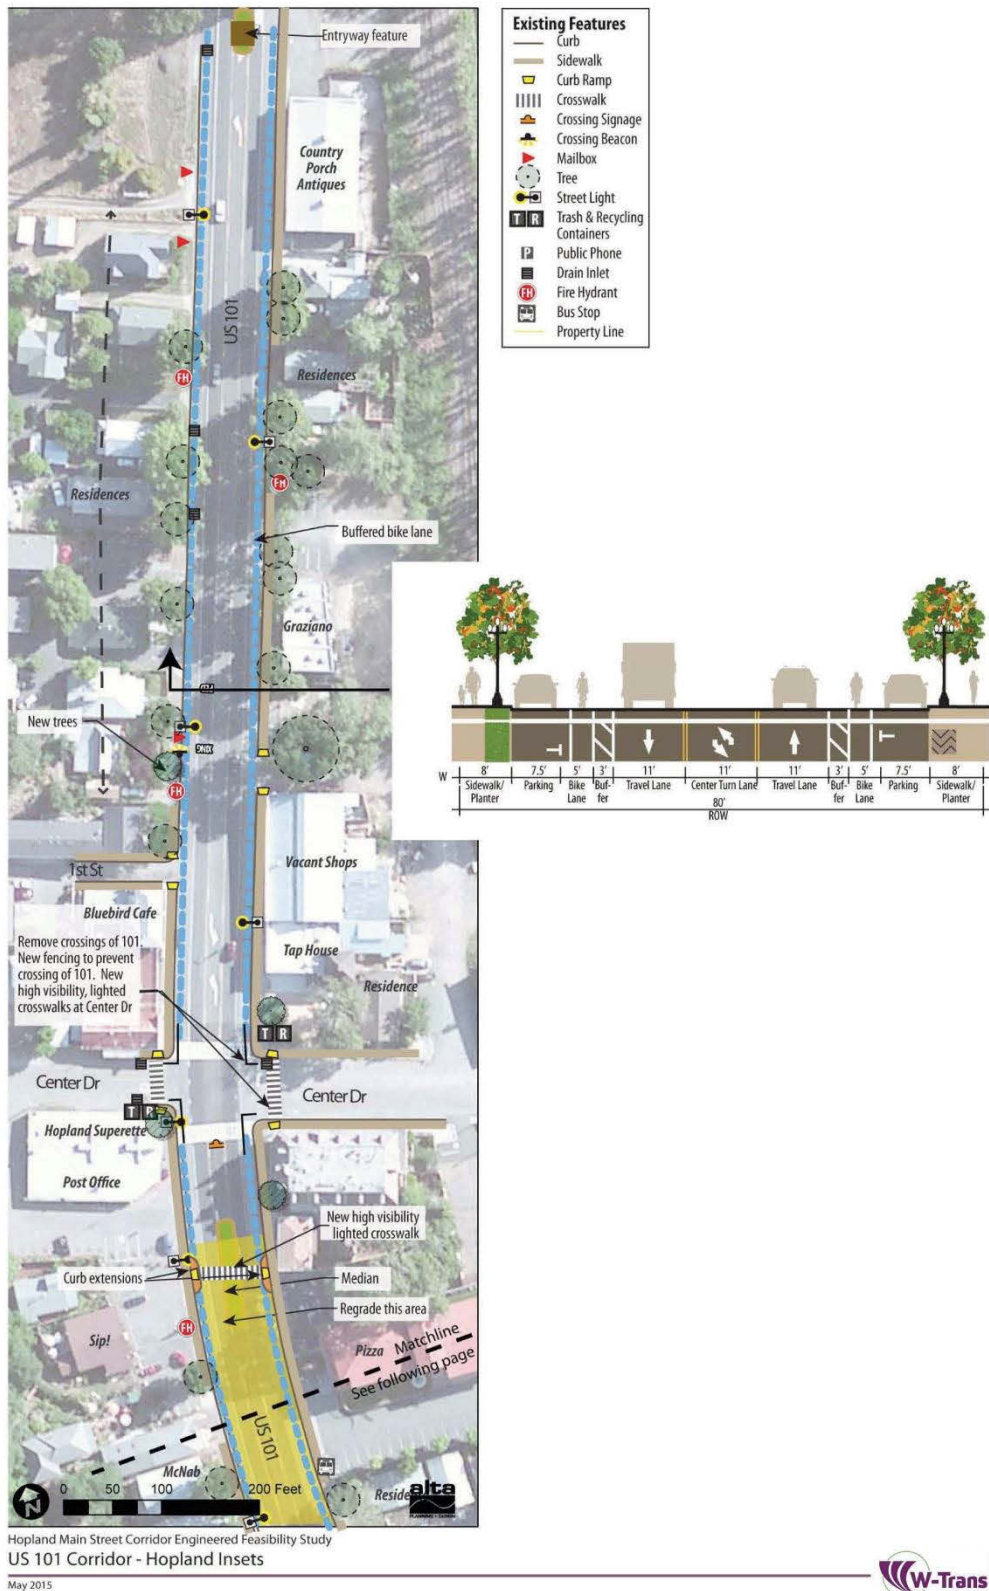 Entryway feature
Country
Porch
Antiques
US 101
Residences
Residences
Buffered bike lane
Graziano
New trees
XING
1st St
Vacant Shops
Bluebird Cafe
Remove crossings of 101.
New fencing to prevent
crossing of 101. New
high visibility, lighted
crosswalks at Center Dr
Tap House
Residence
T R
Center Dr
Center Dr
T R
Hopland Superette
Post Office
New high visibility
lighted crosswalk
Curb extensions
Median
Regrade this area
FH
FH
FH
FH
Sip!
Pizza
Matchline
See following page
US 101
McNab
N
0 50 100 200 Feet
alta
PLANNING + DESIGN
Existing Features
Curb
Sidewalk
Curb Ramp
Crosswalk
Crossing Signage
Crossing Beacon
Mailbox
Tree
Street Light
T R Trash & Recycling
Containers
P Public Phone
Drain Inlet
FH Fire Hydrant
Bus Stop
Property Line
W 8' 7.5' 5' 3' 11' 11' 11' 3' 5' 7.5' 8'
Sidewalk/ Parking Bike Buf- Travel Lane Center Turn Lane Travel Lane Buf- Bike Parking Sidewalk/
Planter Lane fer fer Lane Planter
80'
ROW
Hopland Main Street Corridor Engineered Feasibility Study
US 101 Corridor - Hopland Insets
May 2015
W-Trans